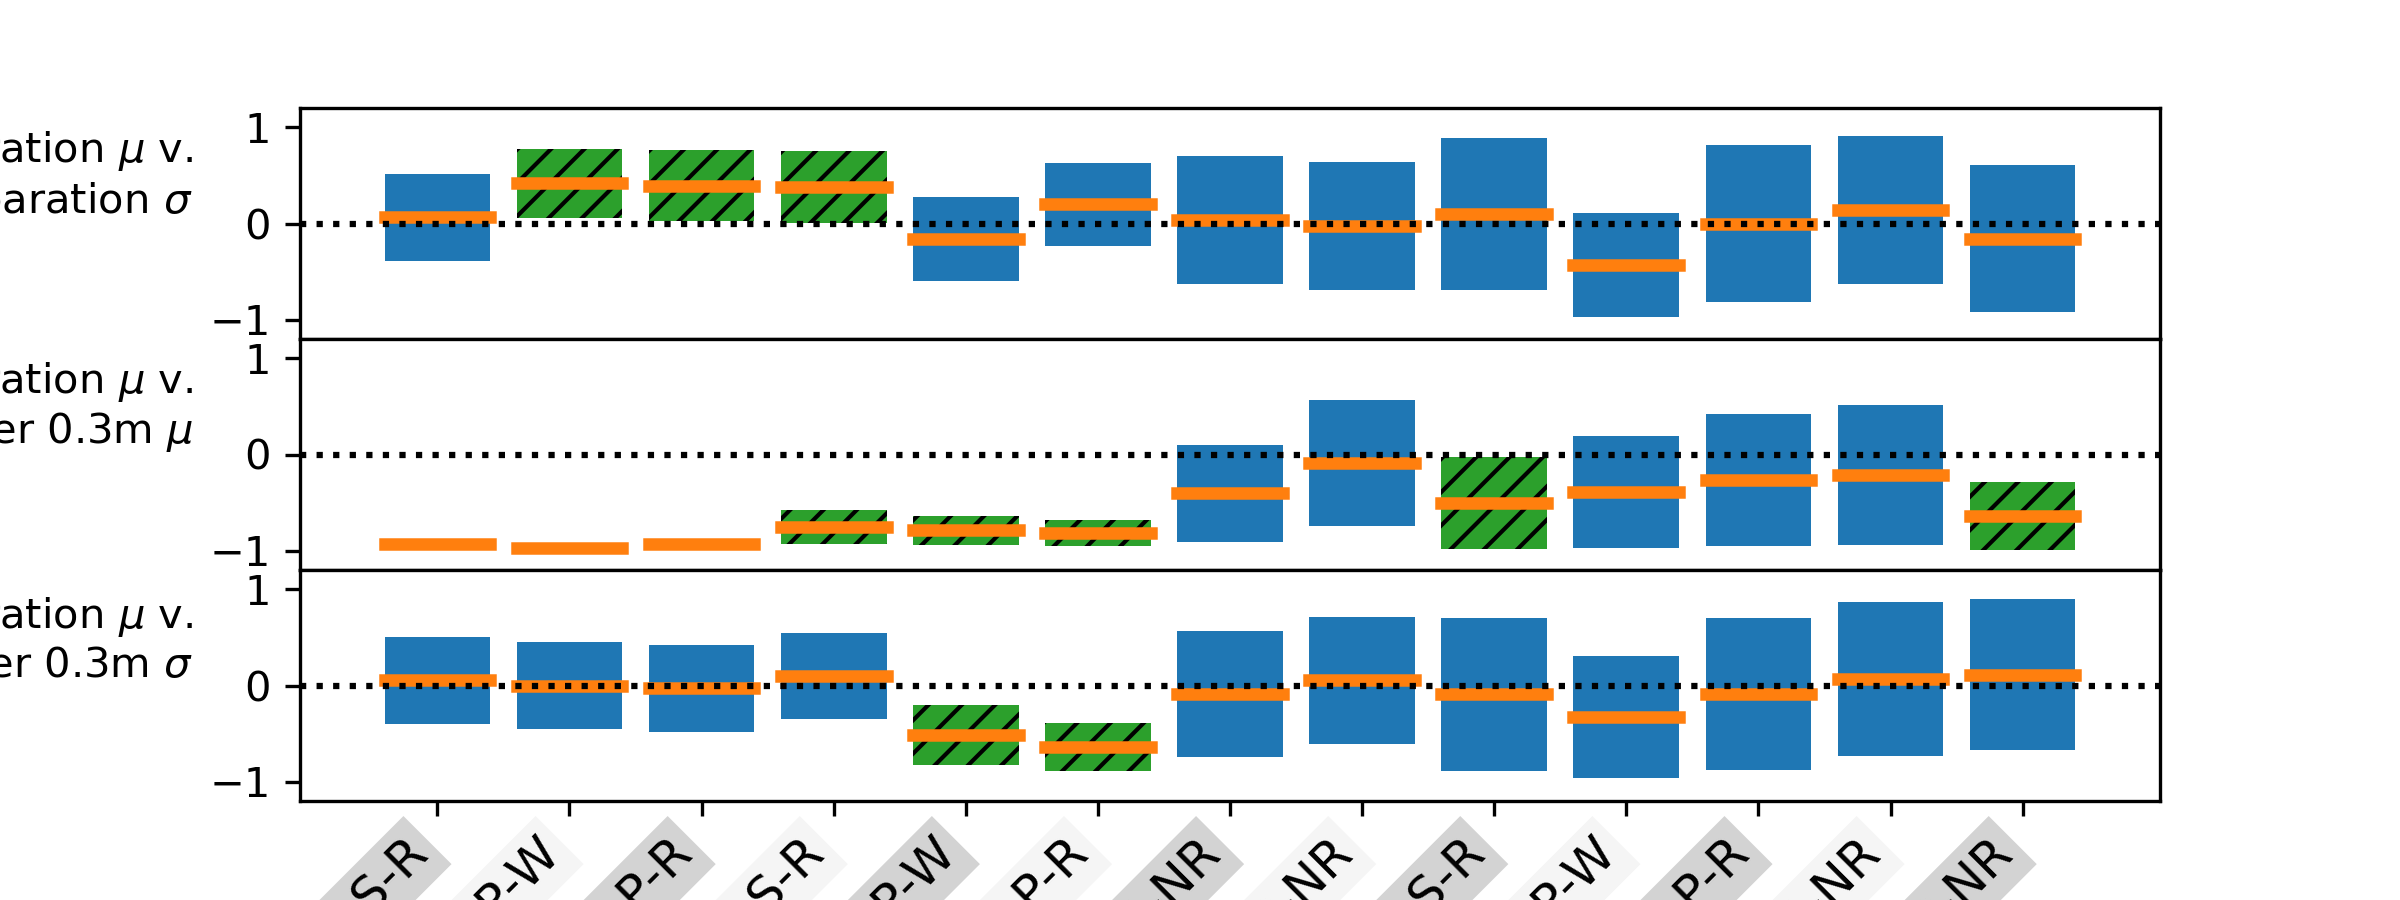 ation μ v.
aration σ
1
0
−1
ation μ v.
er 0.3m μ
1
0
−1
ation μ v.
er 0.3m σ
1
0
−1
S-R
P-W
P-R
S-R
P-W
P-R
NR
NR
S-R
P-W
P-R
NR
NR